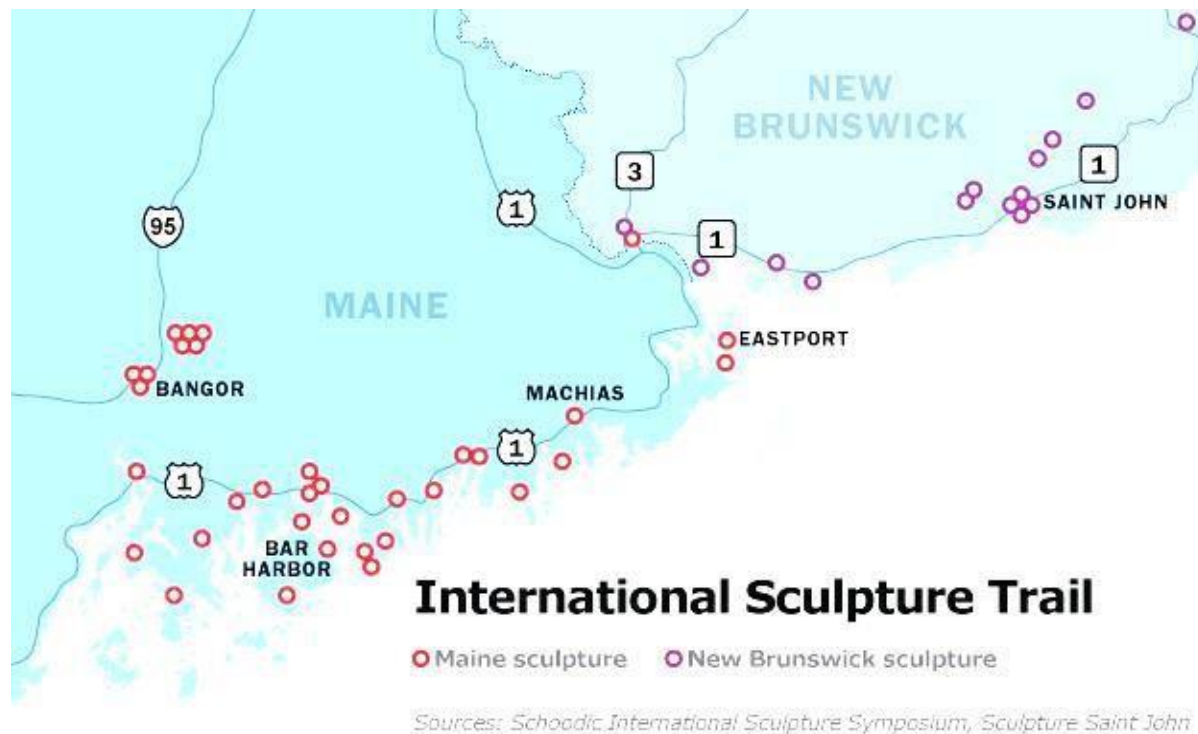 NEW
BRUNSWICK
3
1
1
SAINT JOHN
1
95
MAINE
EASTPORT
BANGOR
MACHIAS
1
1
BAR
HARBOR
International Sculpture Trail
Maine sculpture New Brunswick sculpture
Sources: Schoodic International Sculpture Symposium, Sculpture Saint John